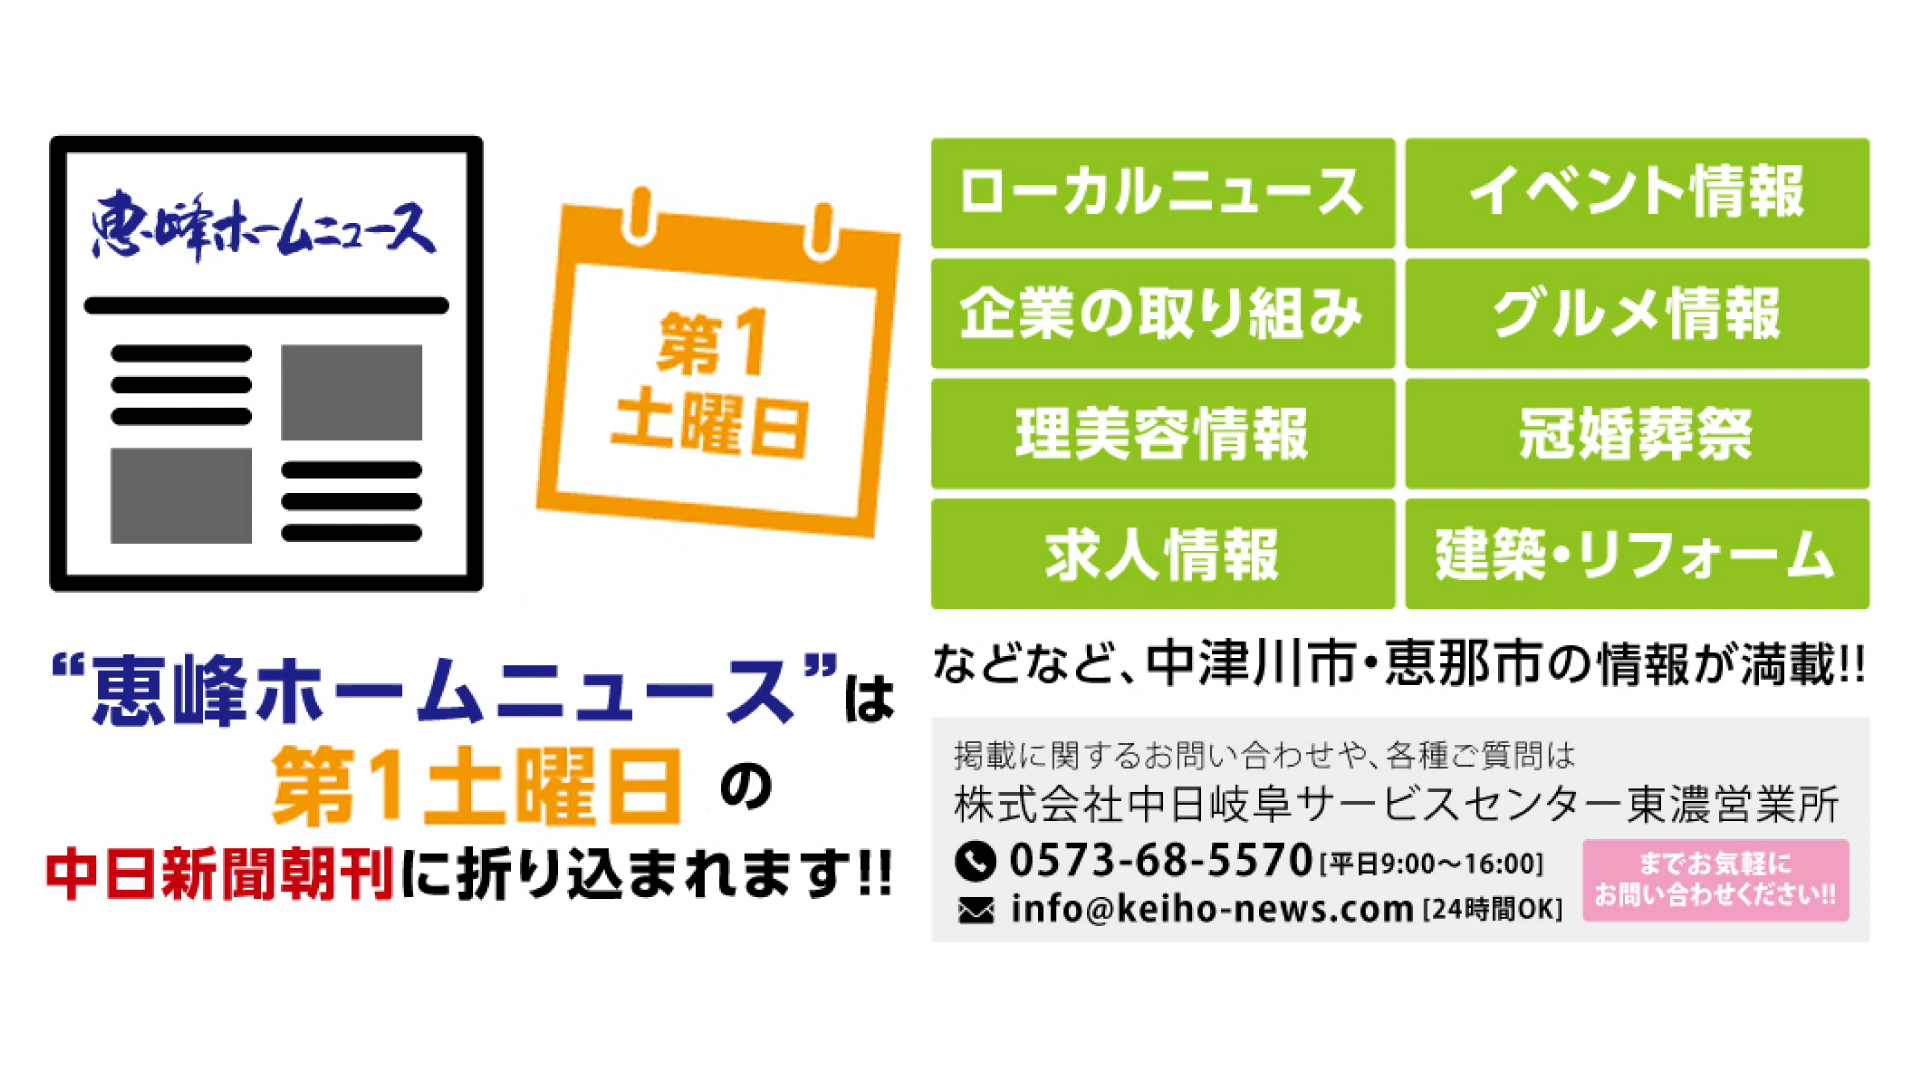 恵峰ホームニュース
第1
土曜日
“恵峰ホームニュース”は
第1土曜日の
中日新聞朝刊に折り込まれます!!
ローカルニュース
イベント情報
企業の取り組み
グルメ情報
理美容情報
冠婚葬祭
求人情報
建築・リフォーム
などなど、中津川市・恵那市の情報が満載!!
掲載に関するお問い合わせや、各種ご質問は
株式会社中日岐阜サービスセンター東濃営業所
0573-68-5570[平日9:00〜16:00]
info@keiho-news.com[24時間OK]
までお気軽に
お問い合わせください!!